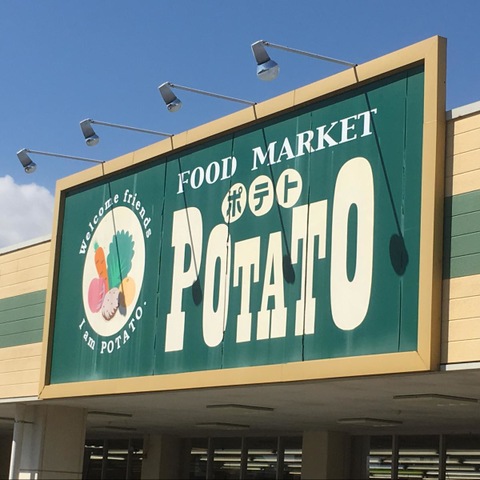 Welcome friends
I am POTATO.
FOOD MARKET
ポテト
POTATO